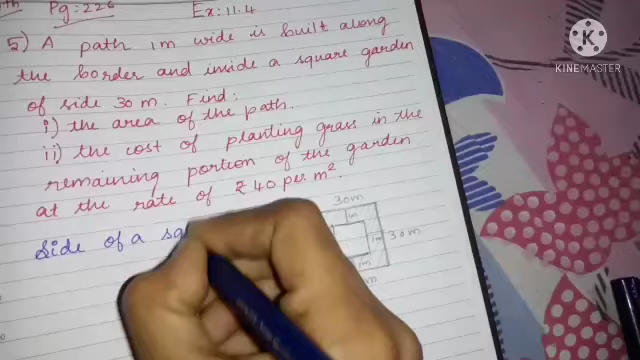 Pg: 226
Ex: 11.4
5) A path 1m wide is built along
the border and inside a square garden
of side 30 m. Find:
i) the area of the path.
ii) the cost of planting grass in the
remaining portion of the garden
at the rate of ₹ 40 per m².
Side of a sq
30m
1m
1m
30m
1m
m
KINEMASTER